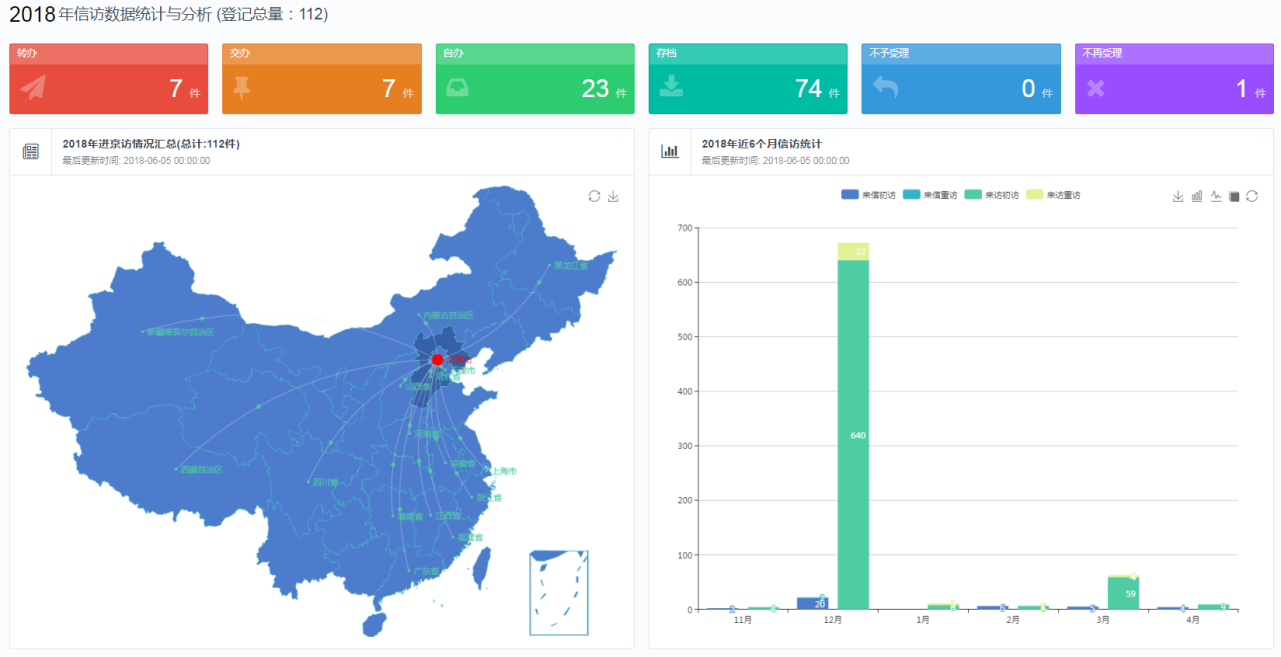 2018年信访数据统计与分析 (登记总量：112)
转办
7 件
交办
7 件
自办
23 件
存档
74 件
不予受理
0 件
不再受理
1 件
2018年进京访情况汇总(总计:112件)
最后更新时间: 2018-06-05 00:00:00
黑龙江省
内蒙古自治区
新疆维吾尔自治区
山西省
河南省
西藏自治区
四川省
安徽省
上海市
浙江省
湖南省
江西省
福建省
广东省
2018年近6个月信访统计
最后更新时间: 2018-06-05 00:00:00
来信初访 来信重访 来访初访 来访重访
700
600
500
400
300
200
100
0
32
640
20
59
11月 12月 1月 2月 3月 4月